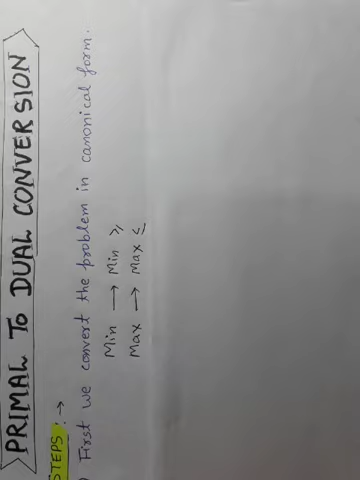 PRIMAL TO DUAL CONVERSION
STEPS : →
) First we convert the problem in canonical form.
Min → Min ≥
Max → Max ≤